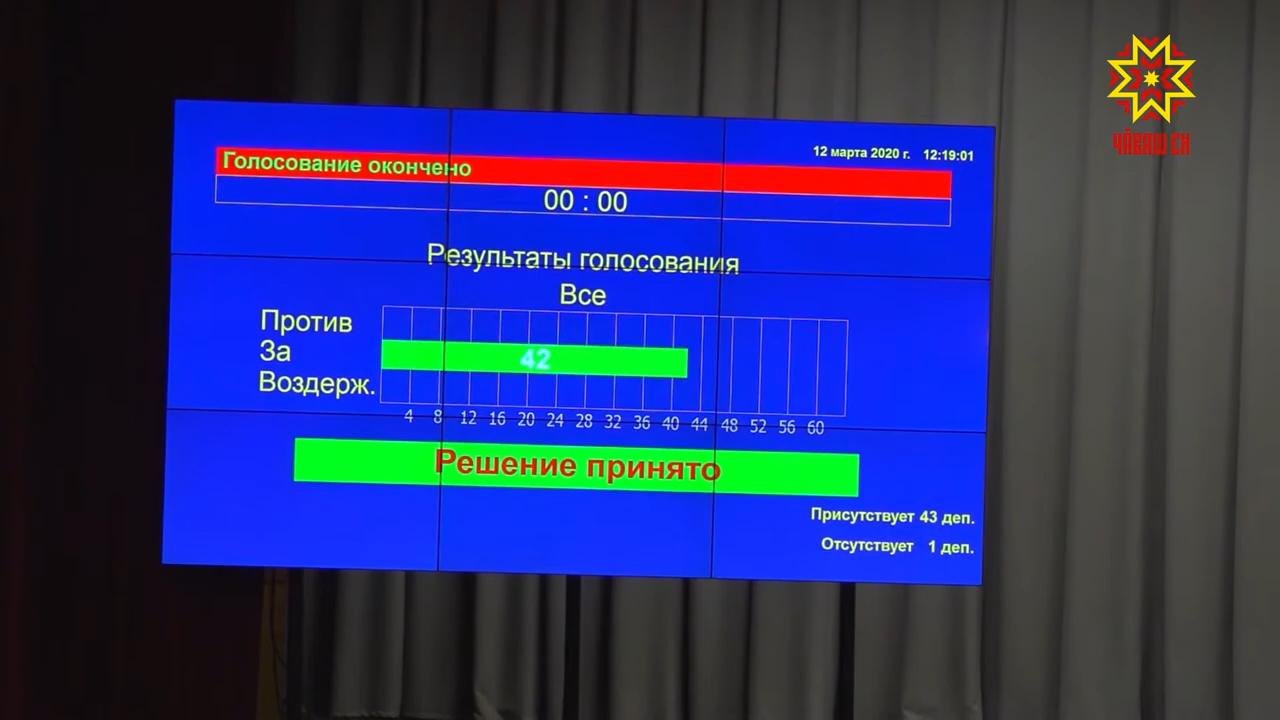 ЧӐВАШ ЕН
12 марта 2020 г. 12:19:01
Голосование окончено
00 : 00
Результаты голосования
Все
Против
За 42
Воздерж.
4 8 12 16 20 24 28 32 36 40 44 48 52 56 60
Решение принято
Присутствует 43 деп.
Отсутствует 1 деп.